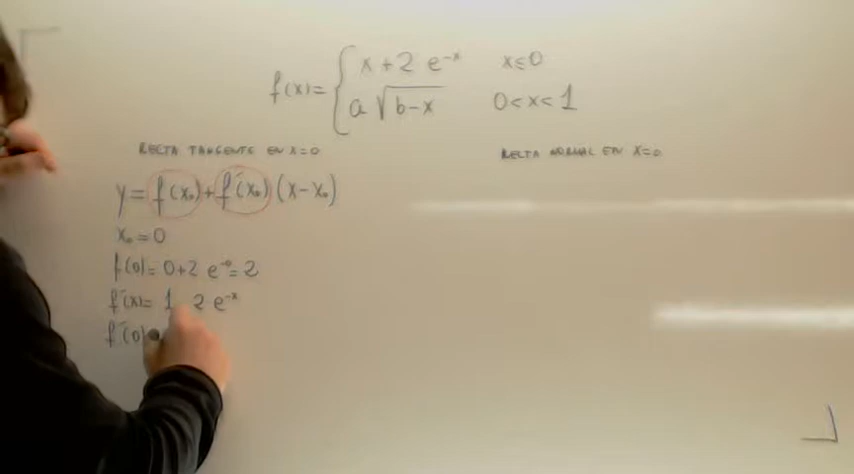 f(x)= { x+2 e^-x x≤0
a √b-x 0<x<1
RECTA TANGENTE EN x=0
y= f(x₀)+f'(x₀)(x-x₀)
x₀=0
f(0)= 0+2 e^-0=2
f'(x)= 1 2 e^-x
f'(0)
RECTA NORMAL EN x=0